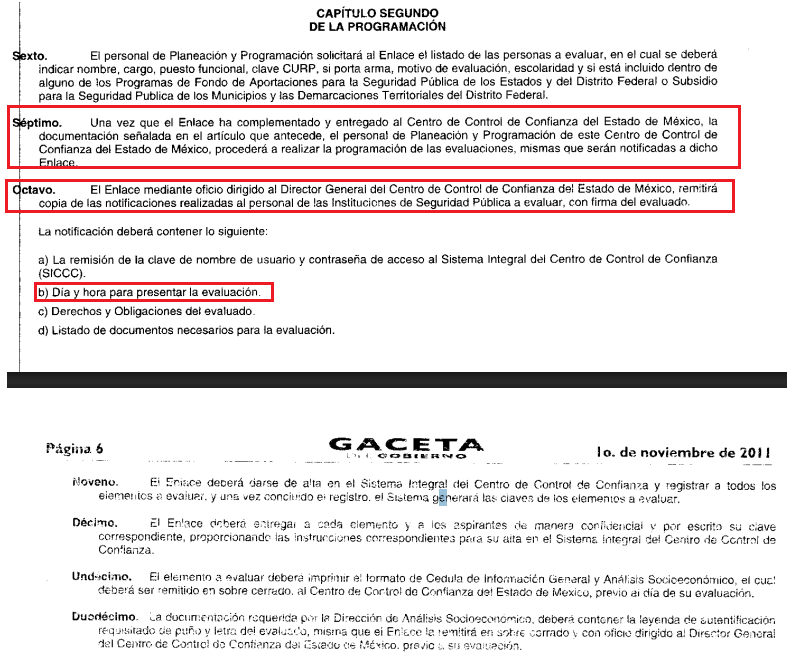 CAPÍTULO SEGUNDO
DE LA PROGRAMACIÓN
Sexto. El personal de Planeación y Programación solicitará al Enlace el listado de las personas a evaluar, en el cual se deberá
indicar nombre, cargo, puesto funcional, clave CURP, si porta arma, motivo de evaluación, escolaridad y si está incluido dentro de
alguno de los Programas de Fondo de Aportaciones para la Seguridad Pública de los Estados y del Distrito Federal o Subsidio
para la Seguridad Publica de los Municipios y las Demarcaciones Territoriales del Distrito Federal.
Séptimo. Una vez que el Enlace ha complementado y entregado al Centro de Control de Confianza del Estado de México, la
documentación señalada en el artículo que antecede, el personal de Planeación y Programación de este Centro de Control de
Confianza del Estado de México, procederá a realizar la programación de las evaluaciones, mismas que serán notificadas a dicho
Enlace.
Octavo. El Enlace mediante oficio dirigido al Director General del Centro de Control de Confianza del Estado de México, remitirá
copia de las notificaciones realizadas al personal de las Instituciones de Seguridad Pública a evaluar, con firma del evaluado.
La notificación deberá contener lo siguiente:
a) La remisión de la clave de nombre de usuario y contraseña de acceso al Sistema Integral del Centro de Control de Confianza
(SICCC).
b) Día y hora para presentar la evaluación.
c) Derechos y Obligaciones del evaluado.
d) Listado de documentos necesarios para la evaluación.
Página 6 GACETA 1o. de noviembre de 2011
DEL GOBIERNO
Noveno. El Enlace deberá darse de alta en el Sistema Integral del Centro de Control de Confianza y registrar a todos los
elementos a evaluar, y una vez concluido el registro, el Sistema generará las claves de los elementos a evaluar.
Décimo. El Enlace deberá entregar a cada elemento y a los aspirantes de manera confidencial y por escrito su clave
correspondiente, proporcionando las instrucciones correspondientes para su alta en el Sistema Integral del Centro de Control de
Confianza.
Undécimo. El elemento a evaluar deberá imprimir el formato de Cedula de Información General y Análisis Socioeconómico, el cual
deberá ser remitido en sobre cerrado, al Centro de Control de Confianza del Estado de México, previo al día de su evaluación.
Duodécimo. La documentación requerida por la Dirección de Análisis Socioeconómico, deberá contener la leyenda de autentificación
requisitado de puño y letra del evaluado, misma que el Enlace la remitirá en sobre cerrado y con oficio dirigido al Director General
del Centro de Control de Confianza del Estado de México, previo a su evaluación.